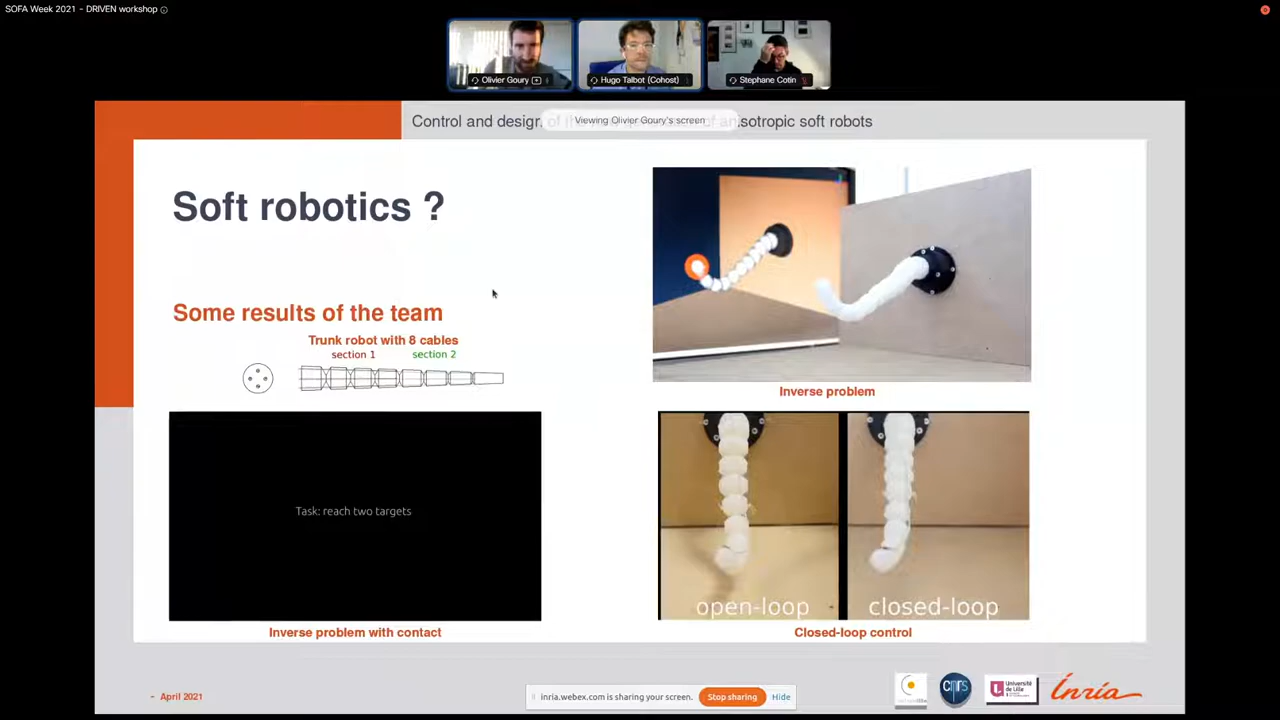 SOFA Week 2021 - DRIVEN workshop
Olivier Goury
Hugo Talbot (Cohost)
Stephane Cotin
Control and design of anisotropic soft robots
Viewing Olivier Goury's screen
Soft robotics ?
Some results of the team
Trunk robot with 8 cables
section 1 section 2
Inverse problem
Task: reach two targets
open-loop closed-loop
Inverse problem with contact
Closed-loop control
- April 2021
inria.webex.com is sharing your screen. Stop sharing Hide
cnrs
Université de Lille
Inria